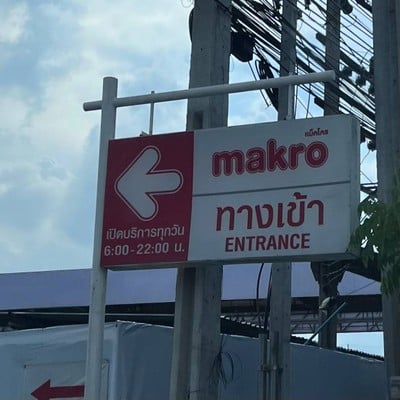 แม็คโคร
makro
ทางเข้า
ENTRANCE
เปิดบริการทุกวัน
6:00-22:00 น.